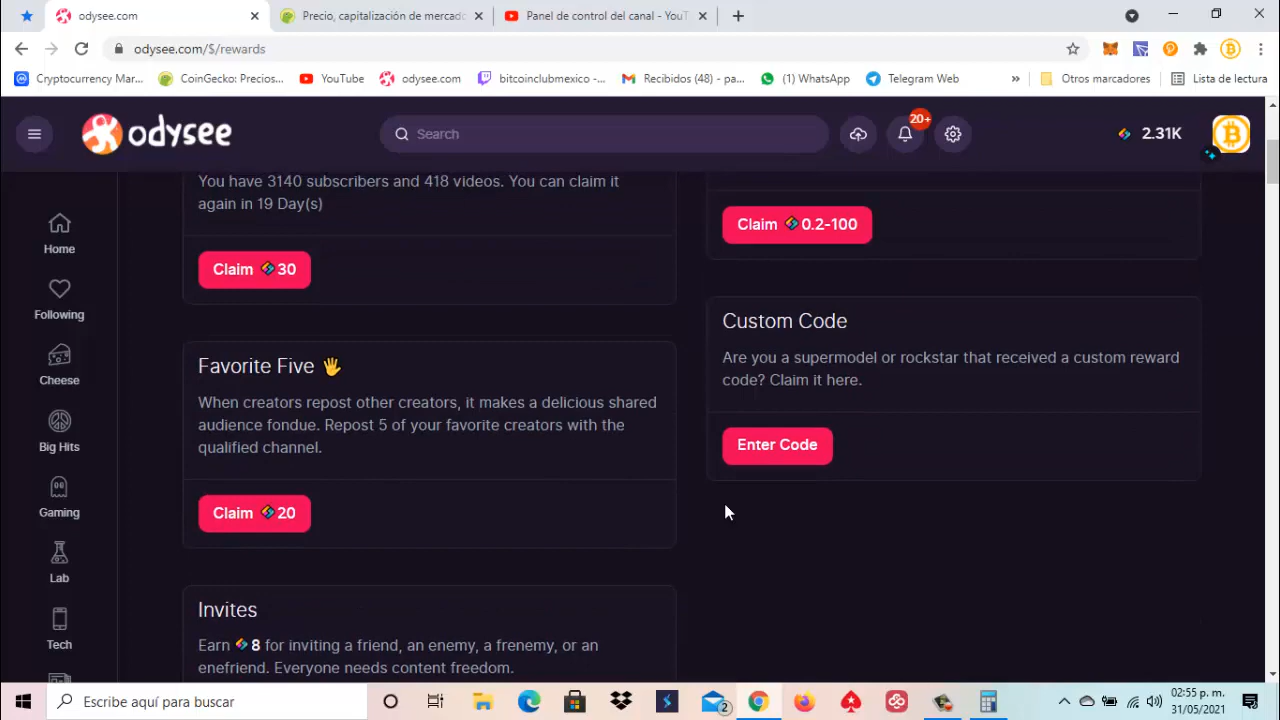 odysee.com
Precio, capitalización de mercado
Panel de control del canal - YouT
odysee.com/$/rewards
Cryptocurrency Mar...
CoinGecko: Precios...
YouTube
odysee.com
bitcoinclubmexico -...
Recibidos (48) - pa...
(1) WhatsApp
Telegram Web
»
Otros marcadores
Lista de lectura
odysee
Search
20+
2.31K
Home
Following
Cheese
Big Hits
Gaming
Lab
Tech
You have 3140 subscribers and 418 videos. You can claim it
again in 19 Day(s)
Claim 30
Favorite Five
When creators repost other creators, it makes a delicious shared
audience fondue. Repost 5 of your favorite creators with the
qualified channel.
Claim 20
Invites
Earn 8 for inviting a friend, an enemy, a frenemy, or an
enefriend. Everyone needs content freedom.
Claim 0.2-100
Custom Code
Are you a supermodel or rockstar that received a custom reward
code? Claim it here.
Enter Code
Escribe aquí para buscar
2
02:55 p. m.
31/05/2021